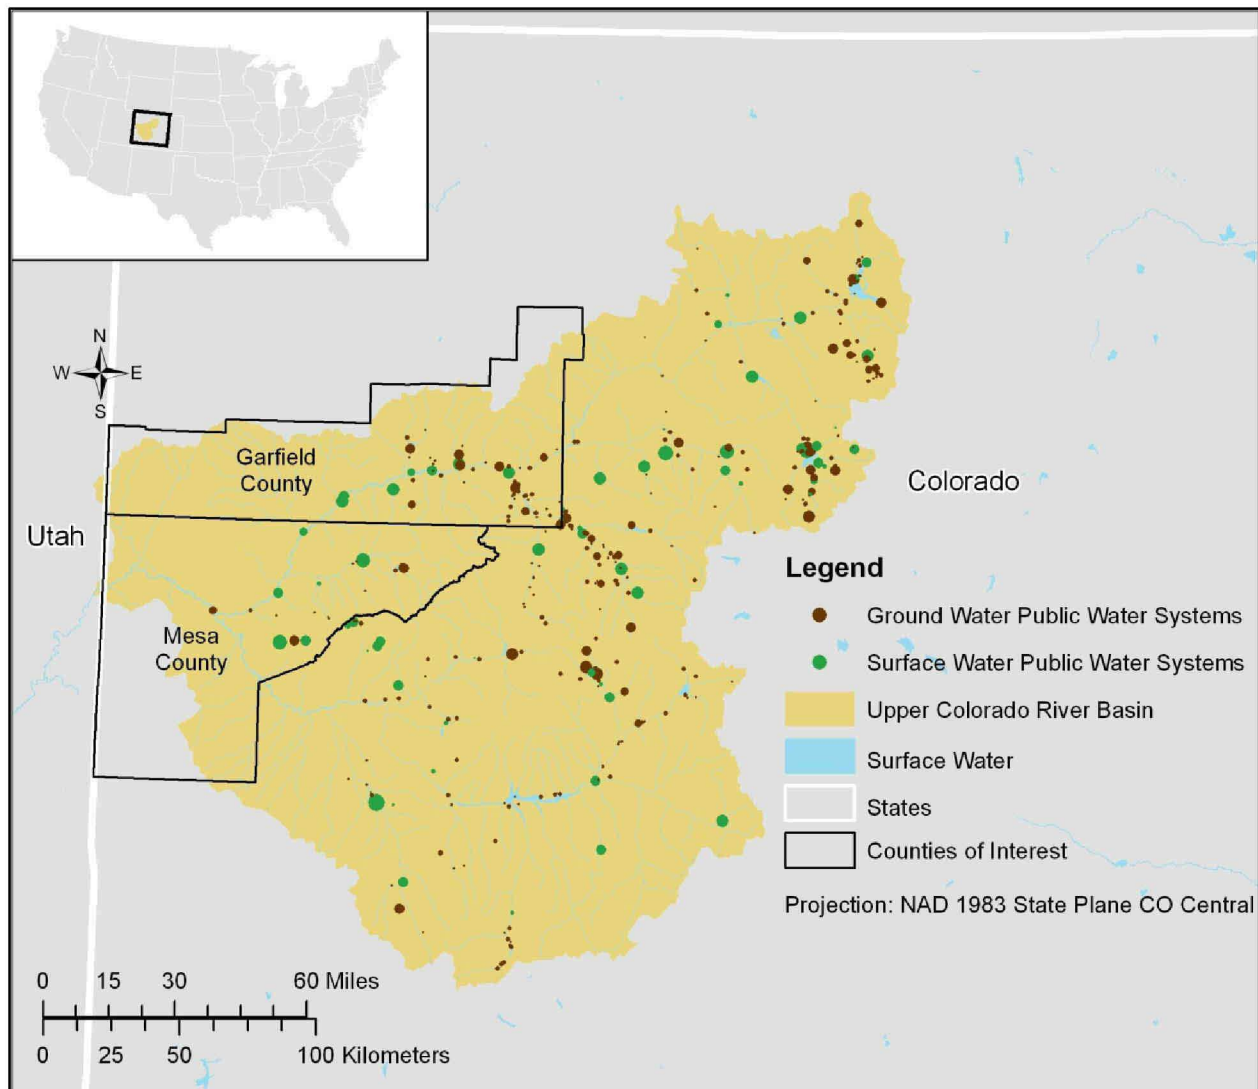 N
W E
S
Garfield
County
Utah
Colorado
Mesa
County
Legend
Ground Water Public Water Systems
Surface Water Public Water Systems
Upper Colorado River Basin
Surface Water
States
Counties of Interest
Projection: NAD 1983 State Plane CO Central
0 15 30 60 Miles
0 25 50 100 Kilometers